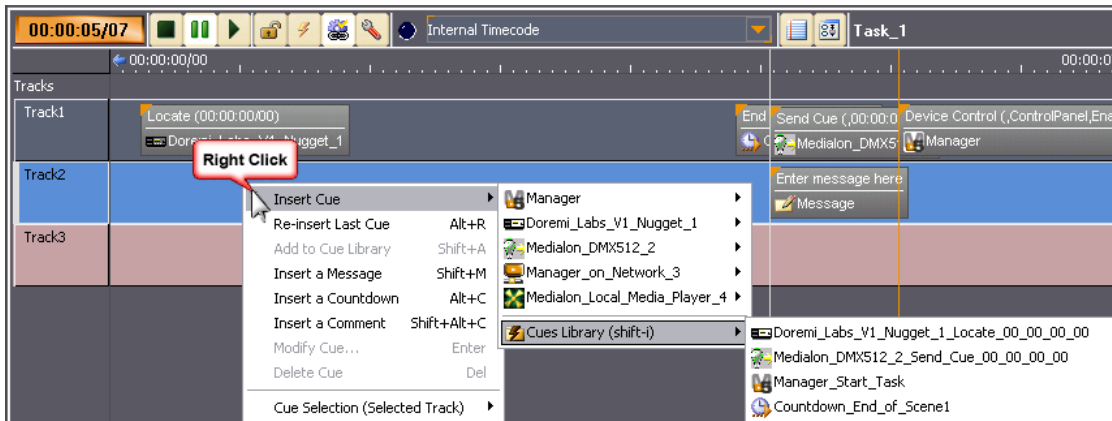 00:00:05/07
Internal Timecode
Task_1
00:00:00/00
00:00:0
Tracks
Track1
Locate (00:00:00/00)
Doremi_Labs_V1_Nugget_1
End
Send Cue (,00:00:0
Device Control (,ControlPanel,Ena
Medialon_DMX5
Manager
Right Click
Track2
Enter message here
Message
Track3
Insert Cue
Re-insert Last Cue Alt+R
Add to Cue Library Shift+A
Insert a Message Shift+M
Insert a Countdown Alt+C
Insert a Comment Shift+Alt+C
Modify Cue... Enter
Delete Cue Del
Cue Selection (Selected Track)
Manager
Doremi_Labs_V1_Nugget_1
Medialon_DMX512_2
Manager_on_Network_3
Medialon_Local_Media_Player_4
Cues Library (shift-i)
Doremi_Labs_V1_Nugget_1_Locate_00_00_00_00
Medialon_DMX512_2_Send_Cue_00_00_00_00
Manager_Start_Task
Countdown_End_of_Scene1